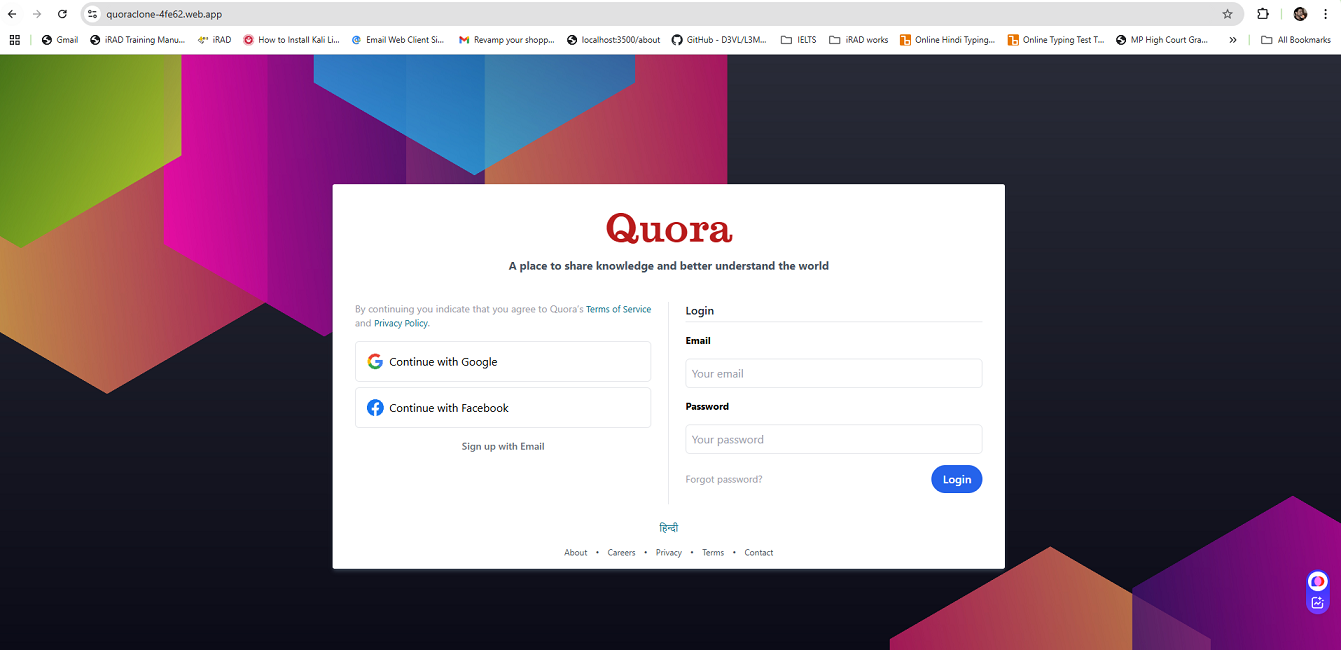 quoraclone-4fe62.web.app
Gmail iRAD Training Manu... iRAD How to Install Kali Li... Email Web Client Si... Revamp your shopp... localhost:3500/about GitHub - D3VL/L3M... IELTS iRAD works Online Hindi Typing... Online Typing Test T... MP High Court Gra... » All Bookmarks
Quora
A place to share knowledge and better understand the world
By continuing you indicate that you agree to Quora's Terms of Service
and Privacy Policy.
Continue with Google
Continue with Facebook
Sign up with Email
Login
Email
Your email
Password
Your password
Forgot password? Login
हिन्दी
About • Careers • Privacy • Terms • Contact